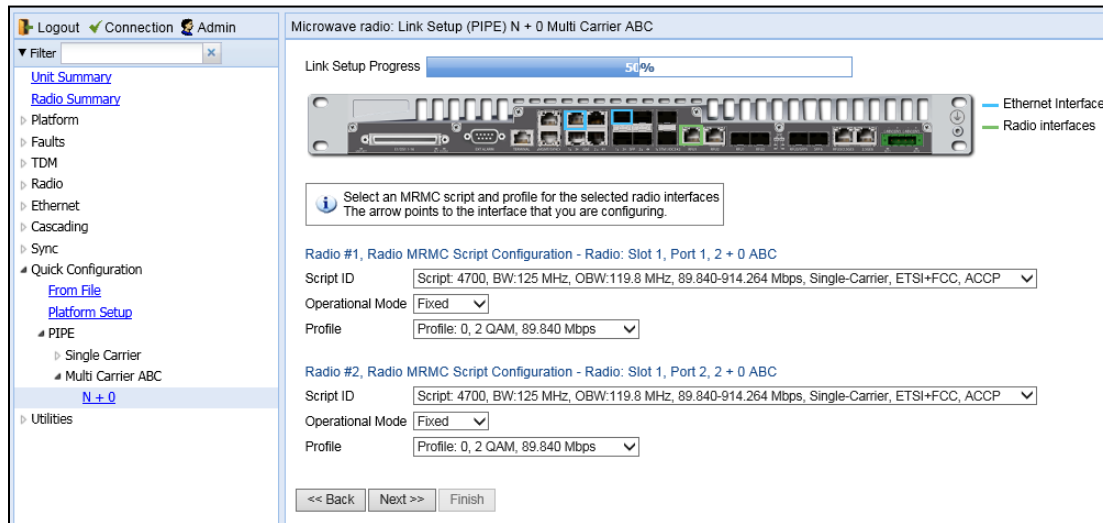 Logout Connection Admin
Filter
Unit Summary
Radio Summary
Platform
Faults
TDM
Radio
Ethernet
Cascading
Sync
Quick Configuration
From File
Platform Setup
PIPE
Single Carrier
Multi Carrier ABC
N + 0
Utilities
Microwave radio: Link Setup (PIPE) N + 0 Multi Carrier ABC
Link Setup Progress 50%
Ethernet Interface
Radio interfaces
Select an MRMC script and profile for the selected radio interfaces
The arrow points to the interface that you are configuring.
Radio #1, Radio MRMC Script Configuration - Radio: Slot 1, Port 1, 2 + 0 ABC
Script ID Script: 4700, BW:125 MHz, OBW:119.8 MHz, 89.840-914.264 Mbps, Single-Carrier, ETSI+FCC, ACCP
Operational Mode Fixed
Profile Profile: 0, 2 QAM, 89.840 Mbps
Radio #2, Radio MRMC Script Configuration - Radio: Slot 1, Port 2, 2 + 0 ABC
Script ID Script: 4700, BW:125 MHz, OBW:119.8 MHz, 89.840-914.264 Mbps, Single-Carrier, ETSI+FCC, ACCP
Operational Mode Fixed
Profile Profile: 0, 2 QAM, 89.840 Mbps
<< Back Next >> Finish